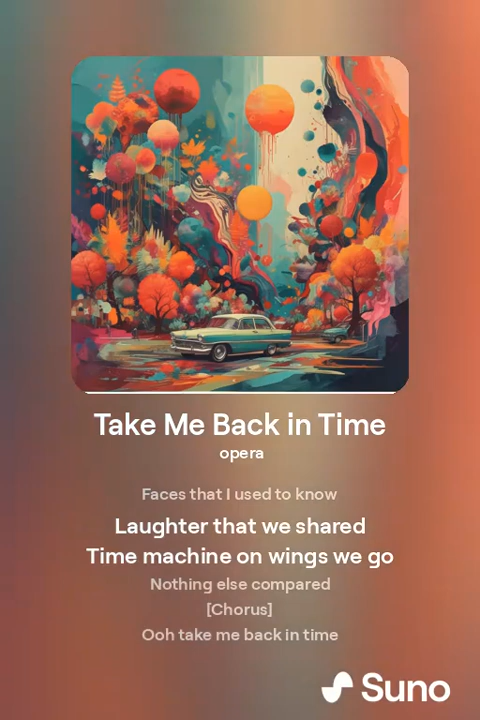 Take Me Back in Time
opera
Faces that I used to know
Laughter that we shared
Time machine on wings we go
Nothing else compared
[Chorus]
Ooh take me back in time
Suno